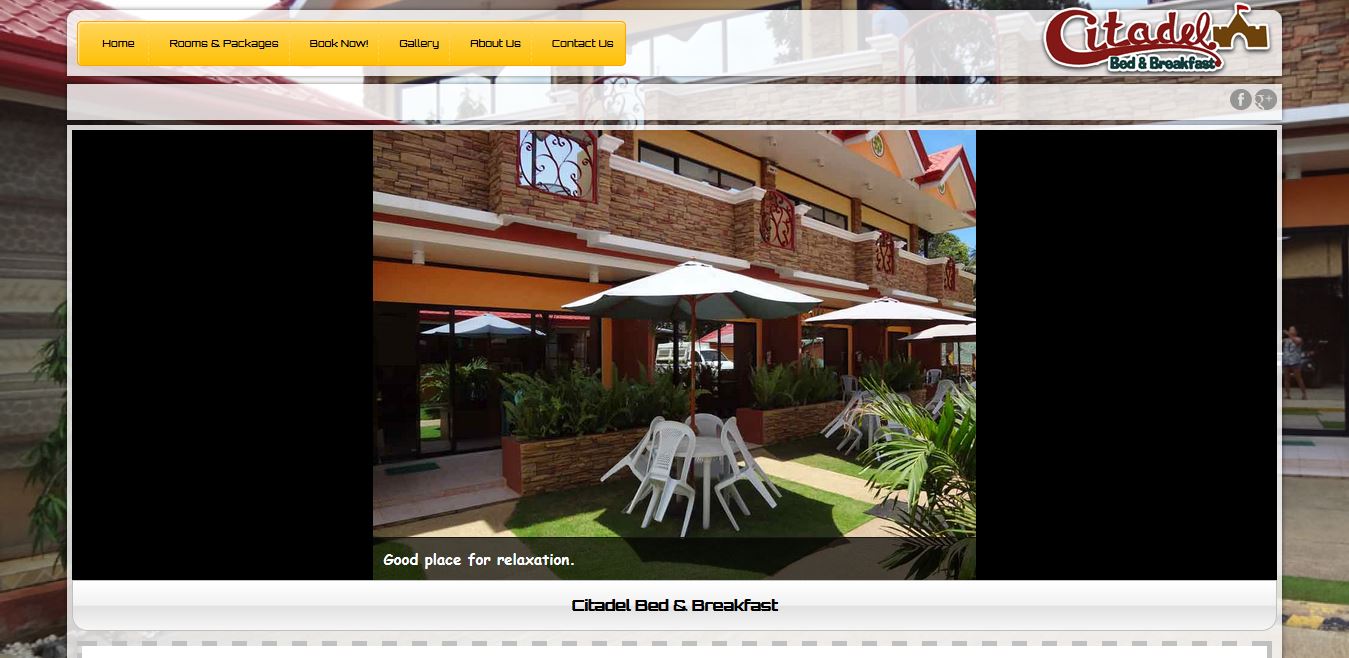 Home Rooms & Packages Book Now! Gallery About Us Contact Us
Citadel
Bed & Breakfast
f g+
Good place for relaxation.
Citadel Bed & Breakfast